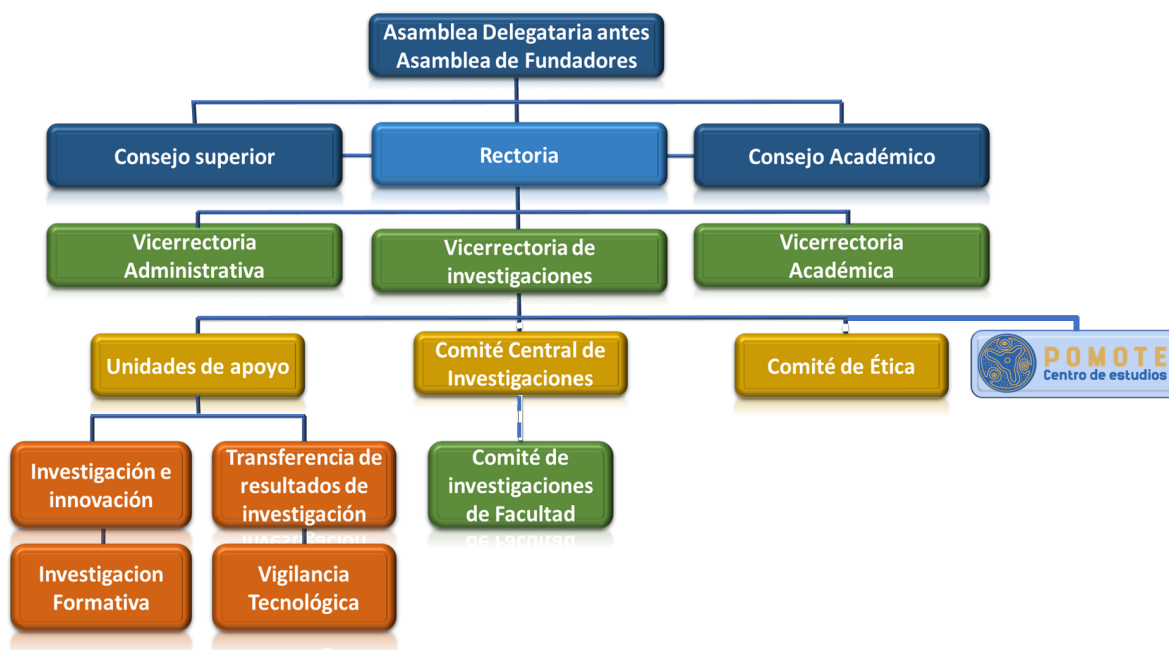 Asamblea Delegataria antes
Asamblea de Fundadores
Consejo superior
Rectoria
Consejo Académico
Vicerrectoria
Administrativa
Vicerrectoria de
investigaciones
Vicerrectoria
Académica
Unidades de apoyo
Comité Central de
Investigaciones
Comité de Ética
POMOTE
Centro de estudios
Investigación e
innovación
Transferencia de
resultados de
investigación
Comité de
investigaciones
de Facultad
Investigacion
Formativa
Vigilancia
Tecnológica